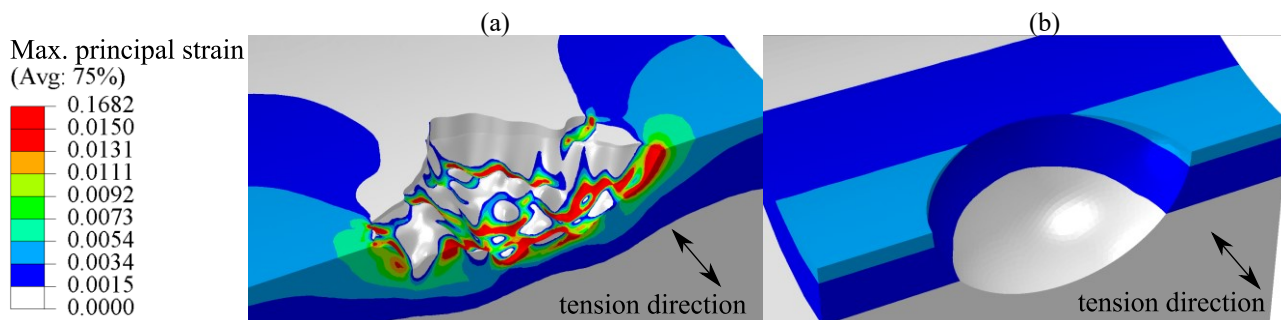 (a)
(b)
Max. principal strain
(Avg: 75%)
0.1682
0.0150
0.0131
0.0111
0.0092
0.0073
0.0054
0.0034
0.0015
0.0000
tension direction
tension direction